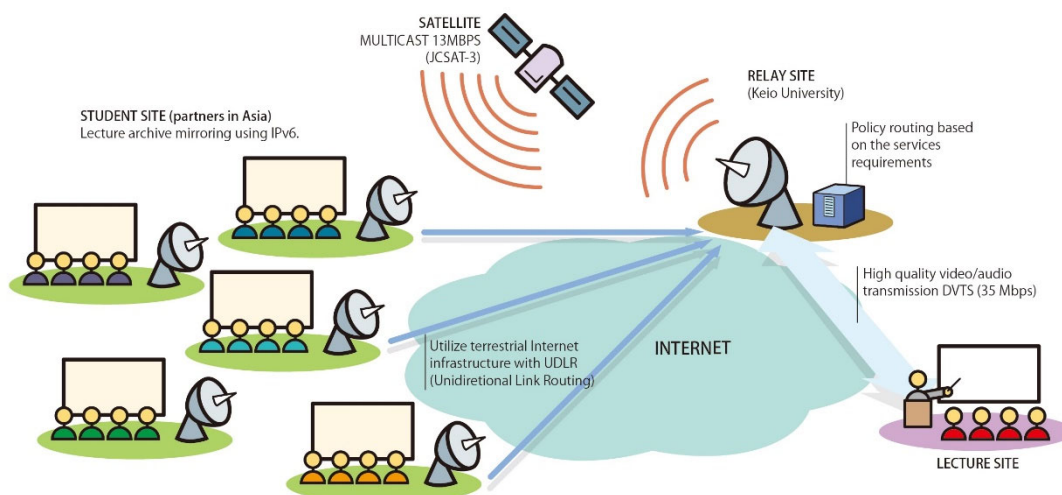 SATELLITE
MULTICAST 13MBPS
(JCSAT-3)
RELAY SITE
(Keio University)
STUDENT SITE (partners in Asia)
Lecture archive mirroring using IPv6.
Policy routing based
on the services
requirements
High quality video/audio
transmission DVTS (35 Mbps)
Utilize terrestrial Internet
infrastructure with UDLR
(Unidiretional Link Routing)
INTERNET
LECTURE SITE